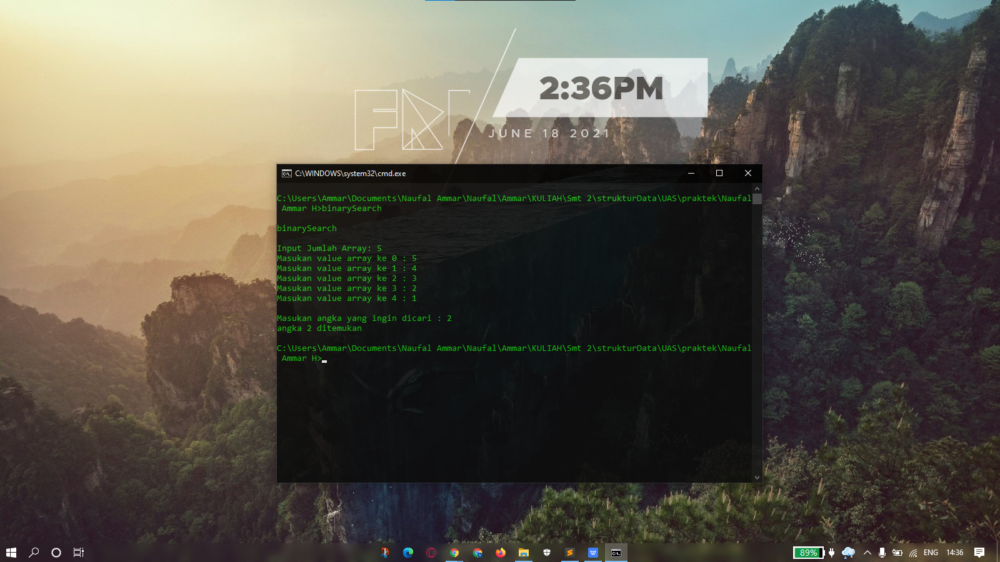 2:36PM
JUNE 18 2021
C:\WINDOWS\system32\cmd.exe
C:\Users\Ammar\Documents\Naufal Ammar\Naufal\Ammar\KULIAH\Smt 2\strukturData\UAS\praktek\Naufal
Ammar H>binarySearch
binarySearch
Input Jumlah Array: 5
Masukan value array ke 0 : 5
Masukan value array ke 1 : 4
Masukan value array ke 2 : 3
Masukan value array ke 3 : 2
Masukan value array ke 4 : 1
Masukan angka yang ingin dicari : 2
angka 2 ditemukan
C:\Users\Ammar\Documents\Naufal Ammar\Naufal\Ammar\KULIAH\Smt 2\strukturData\UAS\praktek\Naufal
Ammar H>
89% ENG 14:36